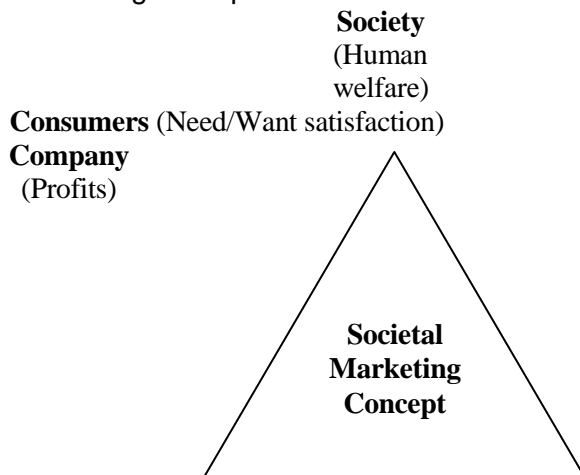 Society
(Human
welfare)
Consumers (Need/Want satisfaction)
Company
(Profits)
Societal
Marketing
Concept